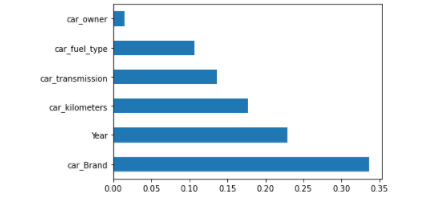 car_owner
car_fuel_type
car_transmission
car_kilometers
Year
car_Brand
0.00 0.05 0.10 0.15 0.20 0.25 0.30 0.35